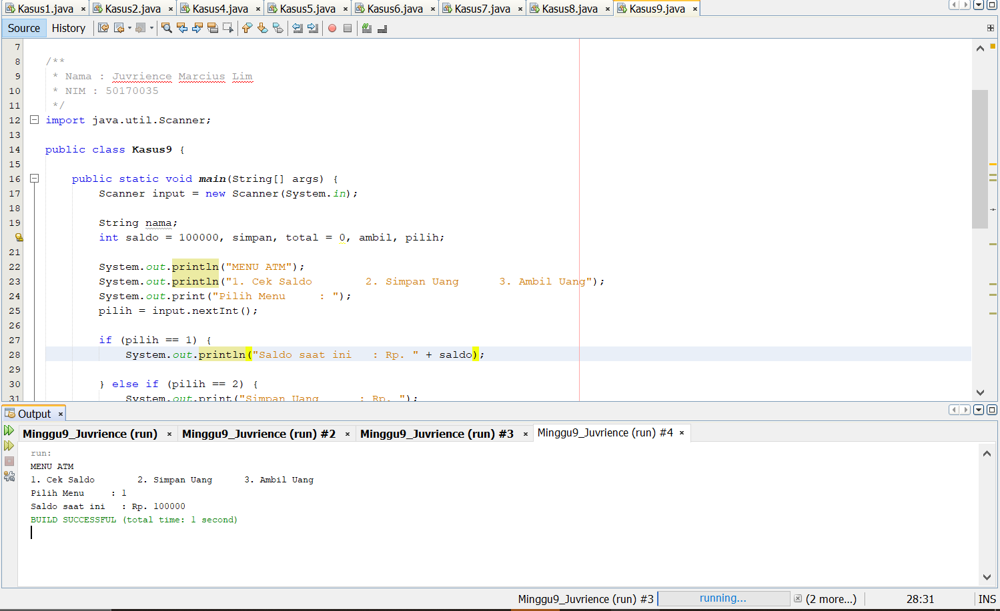 Kasus1.java × Kasus2.java × Kasus4.java × Kasus5.java × Kasus6.java × Kasus7.java × Kasus8.java × Kasus9.java ×
Source History
7
8 /**
9 * Nama : Juvrience Marcius Lim
10 * NIM : 50170035
11 */
12 import java.util.Scanner;
13
14 public class Kasus9 {
15
16 public static void main(String[] args) {
17 Scanner input = new Scanner(System.in);
18
19 String nama;
int saldo = 100000, simpan, total = 0, ambil, pilih;
21
22 System.out.println("MENU ATM");
23 System.out.println("1. Cek Saldo        2. Simpan Uang      3. Ambil Uang");
24 System.out.print("Pilih Menu     : ");
25 pilih = input.nextInt();
26
27 if (pilih == 1) {
28 System.out.println("Saldo saat ini   : Rp. " + saldo);
29
30 } else if (pilih == 2) {
31 System.out.print("Simpan Uang      : Rp. ");
Output ×
Minggu9_Juvrience (run) × Minggu9_Juvrience (run) #2 × Minggu9_Juvrience (run) #3 × Minggu9_Juvrience (run) #4 ×
run:
MENU ATM
1. Cek Saldo        2. Simpan Uang      3. Ambil Uang
Pilih Menu     : 1
Saldo saat ini   : Rp. 100000
BUILD SUCCESSFUL (total time: 1 second)
Minggu9_Juvrience (run) #3 running... (2 more...) 28:31 INS